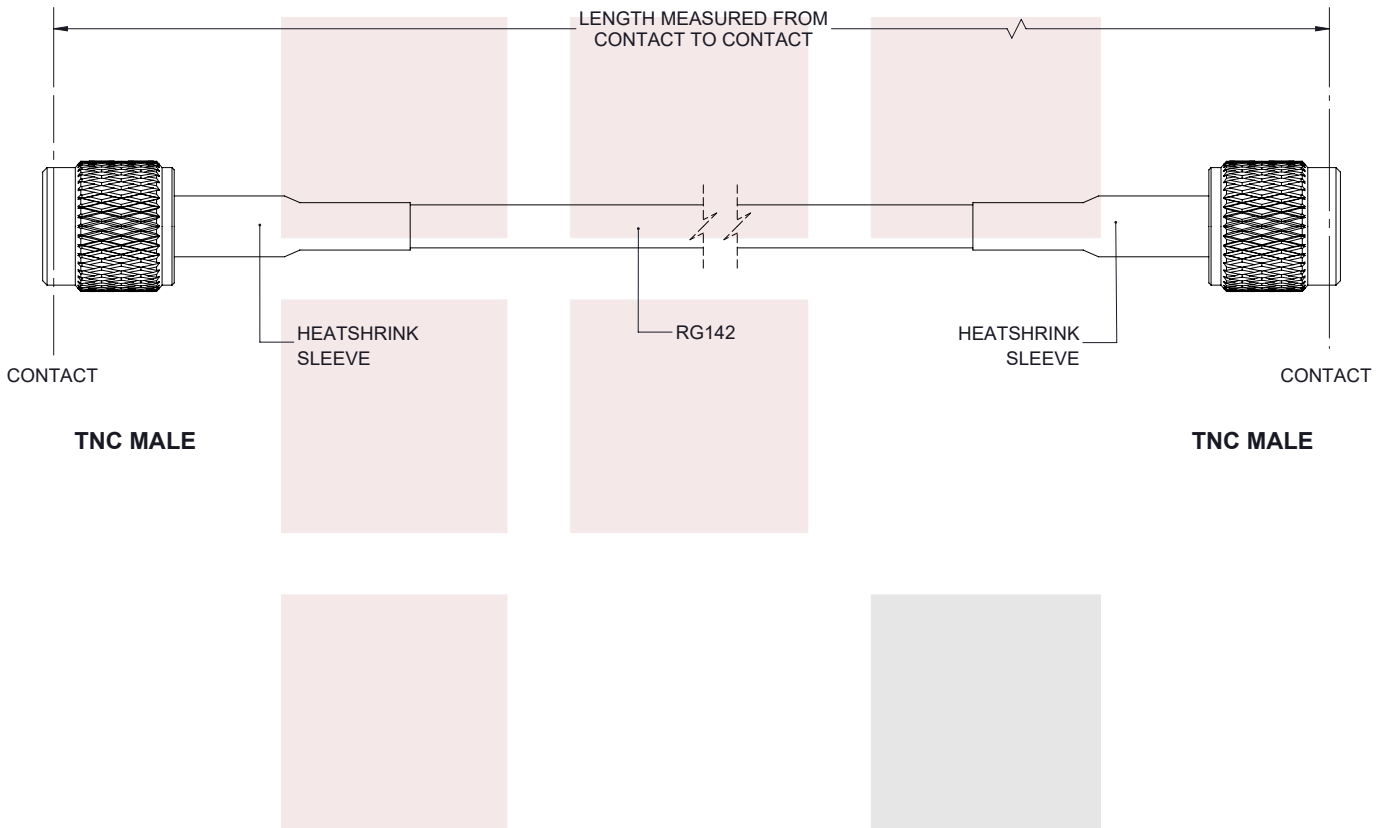 LENGTH MEASURED FROM
CONTACT TO CONTACT
HEATSHRINK
SLEEVE
RG142
HEATSHRINK
SLEEVE
CONTACT
CONTACT
TNC MALE
TNC MALE